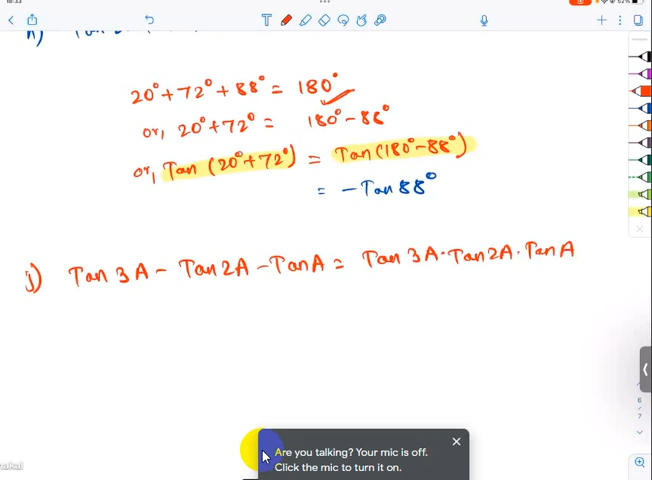 20° + 72° + 88° = 180°
or, 20° + 72° = 180° - 88°
or, Tan (20° + 72°) = Tan (180° - 88°)
= - Tan 88°
j) Tan 3A - Tan 2A - Tan A = Tan 3A · Tan 2A · Tan A
6
7
Are you talking? Your mic is off.
Click the mic to turn it on.